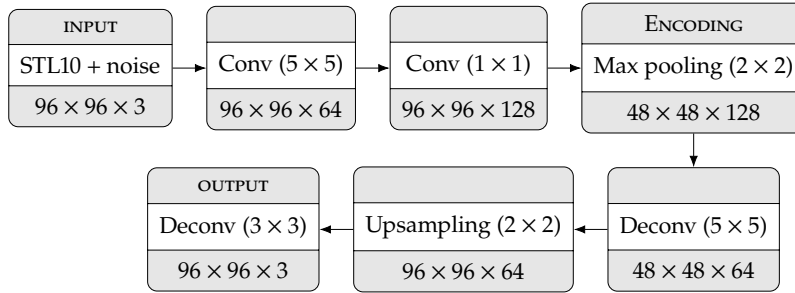 INPUT
STL10 + noise
96 × 96 × 3
Conv (5 × 5)
96 × 96 × 64
Conv (1 × 1)
96 × 96 × 128
ENCODING
Max pooling (2 × 2)
48 × 48 × 128
Deconv (5 × 5)
48 × 48 × 64
Upsampling (2 × 2)
96 × 96 × 64
OUTPUT
Deconv (3 × 3)
96 × 96 × 3